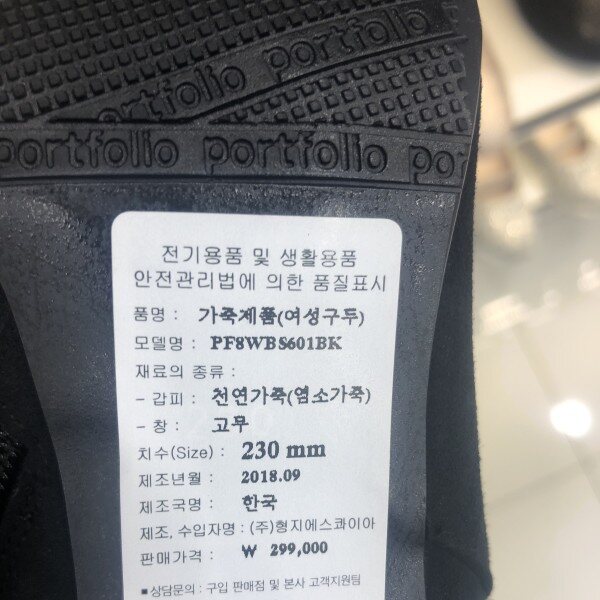 portfolio
portfolio
portfolio portfolio portf
전기용품 및 생활용품
안전관리법에 의한 품질표시
품명 : 가죽제품(여성구두)
모델명 : PF8WBS601BK
재료의 종류 :
- 갑피 : 천연가죽(염소가죽)
- 창 : 고무
치수(Size) : 230 mm
제조년월 : 2018.09
제조국명 : 한국
제조, 수입자명 : (주)형지에스콰이아
판매가격 : ₩ 299,000
■ 상담문의 : 구입 판매점 및 본사 고객지원팀